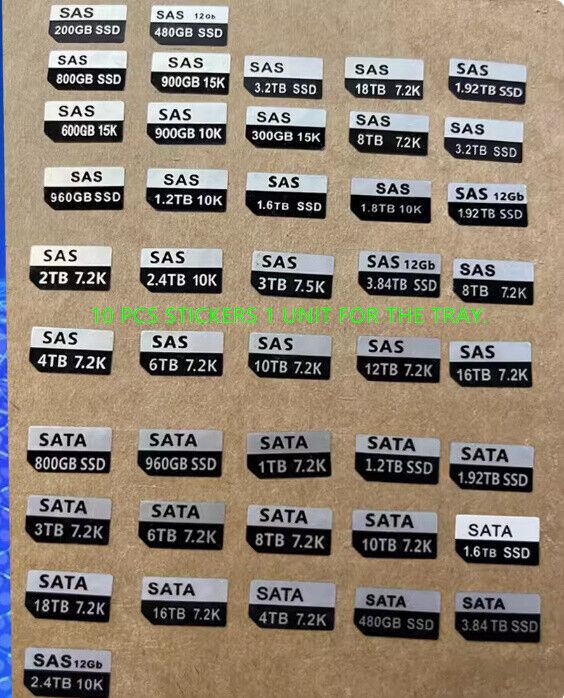 SAS
200GB SSD
SAS 12Gb
480GB SSD
SAS
800GB SSD
SAS
900GB 15K
SAS
3.2TB SSD
SAS
18TB 7.2K
SAS
1.92TB SSD
SAS
600GB 15K
SAS
900GB 10K
SAS
300GB 15K
SAS
8TB 7.2K
SAS
3.2TB SSD
SAS
960GB SSD
SAS
1.2TB 10K
SAS
1.6TB SSD
SAS
1.8TB 10K
SAS 12Gb
1.92TB SSD
SAS
2TB 7.2K
SAS
2.4TB 10K
SAS
3TB 7.5K
SAS 12Gb
3.84TB SSD
SAS
8TB 7.2K
10 PCS STICKERS 1 UNIT FOR THE TRAY
SAS
4TB 7.2K
SAS
6TB 7.2K
SAS
10TB 7.2K
SAS
12TB 7.2K
SAS
16TB 7.2K
SATA
800GB SSD
SATA
960GB SSD
SATA
1TB 7.2K
SATA
1.2TB SSD
SATA
1.92TB SSD
SATA
3TB 7.2K
SATA
6TB 7.2K
SATA
8TB 7.2K
SATA
10TB 7.2K
SATA
1.6TB SSD
SATA
18TB 7.2K
SATA
16TB 7.2K
SATA
4TB 7.2K
SATA
480GB SSD
SATA
3.84TB SSD
SAS 12Gb
2.4TB 10K